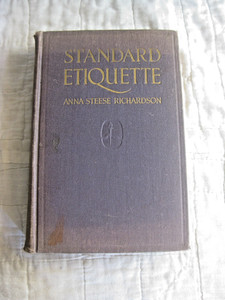 STANDARD
ETIQUETTE
ANNA STEESE RICHARDSON